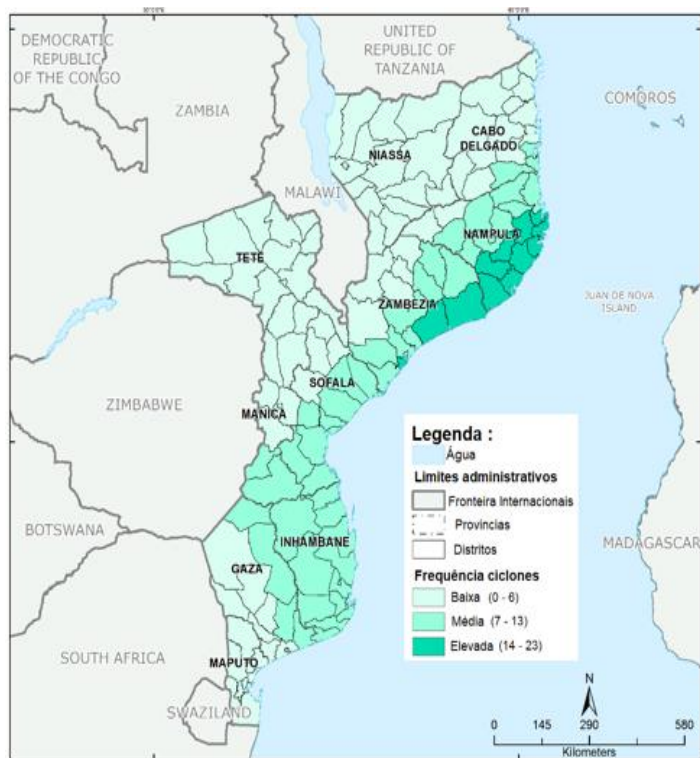 DEMOCRATIC
REPUBLIC
OF THE CONGO
UNITED
REPUBLIC OF
TANZANIA
ZAMBIA
COMOROS
CABO
DELGADO
NIASSA
MALAWI
NAMPULA
TETE
JUAN DE NOVA
ISLAND
ZAMBEZIA
SOFALA
ZIMBABWE
MANICA
BOTSWANA
INHAMBANE
GAZA
MADAGASCAR
SOUTH AFRICA
MAPUTO
SWAZILAND
Legenda :
Água
Limites administrativos
Fronteira Internacionais
Provincias
Distritos
Frequência ciclones
Baixa (0 - 6)
Média (7 - 13)
Elevada (14 - 23)
N
0 145 290 580
Kilometers